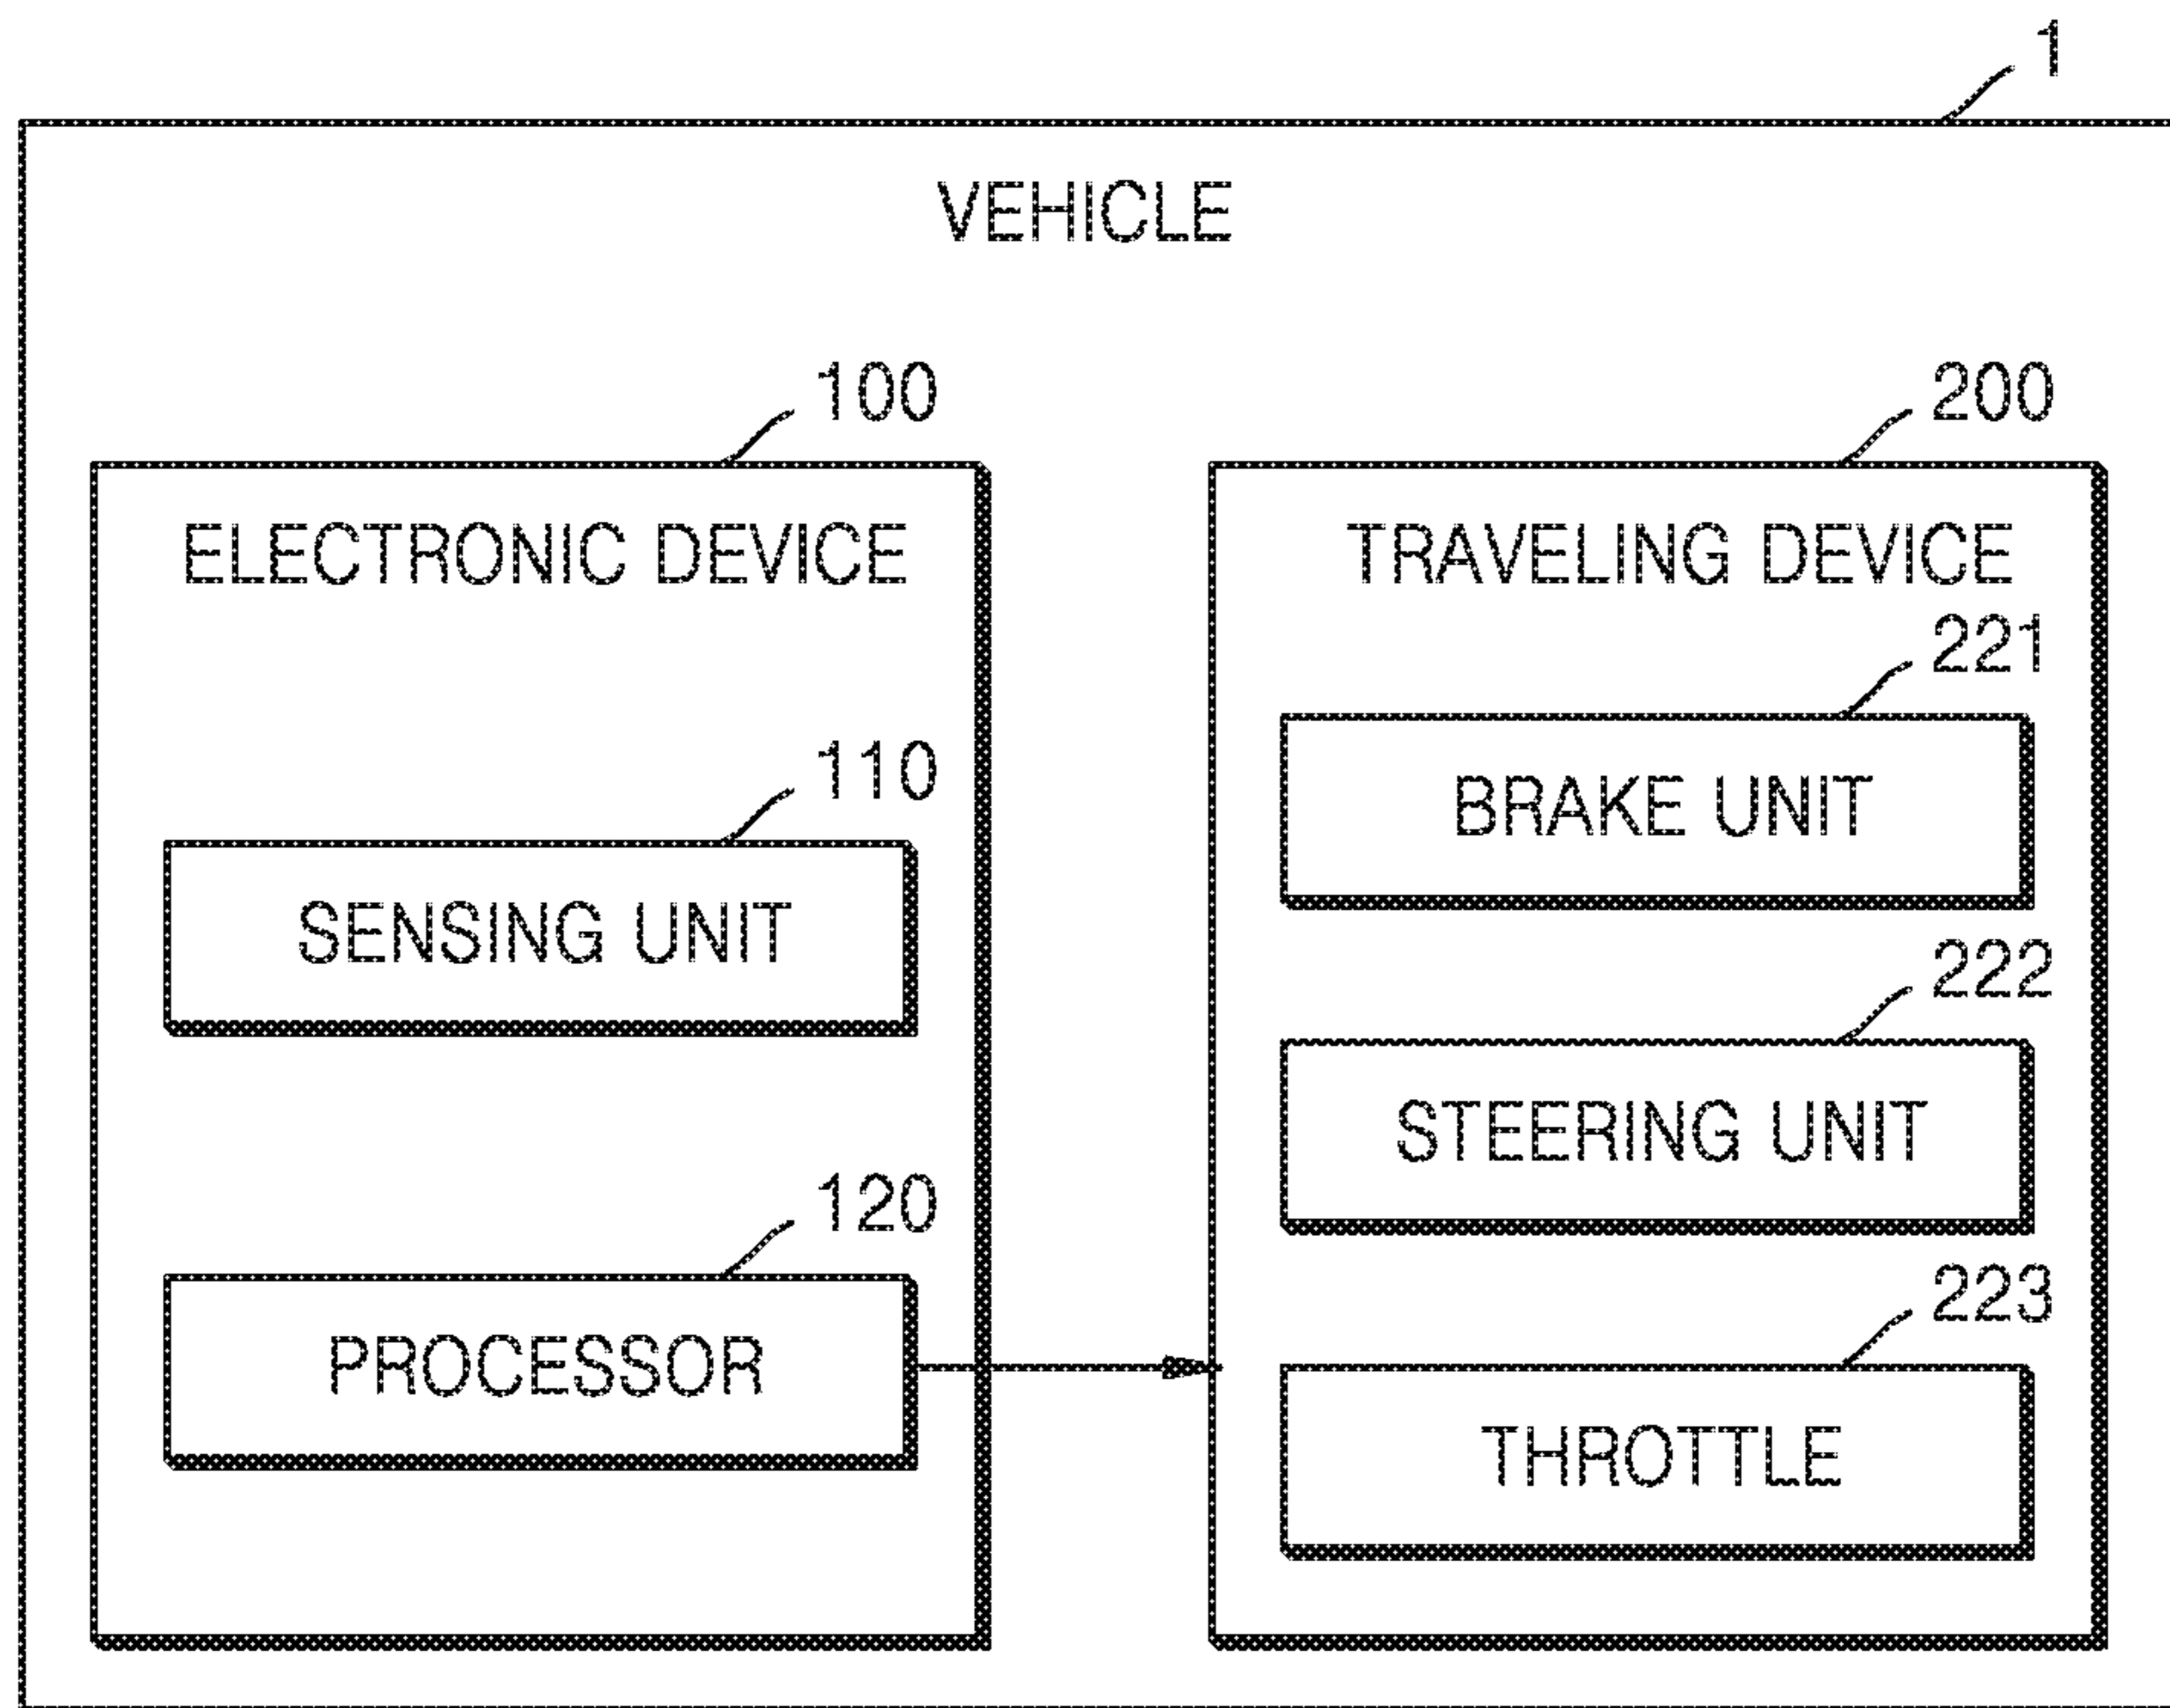 1
VEHICLE
100
ELECTRONIC DEVICE
110
SENSING UNIT
120
PROCESSOR
200
TRAVELING DEVICE
221
BRAKE UNIT
222
STEERING UNIT
223
THROTTLE